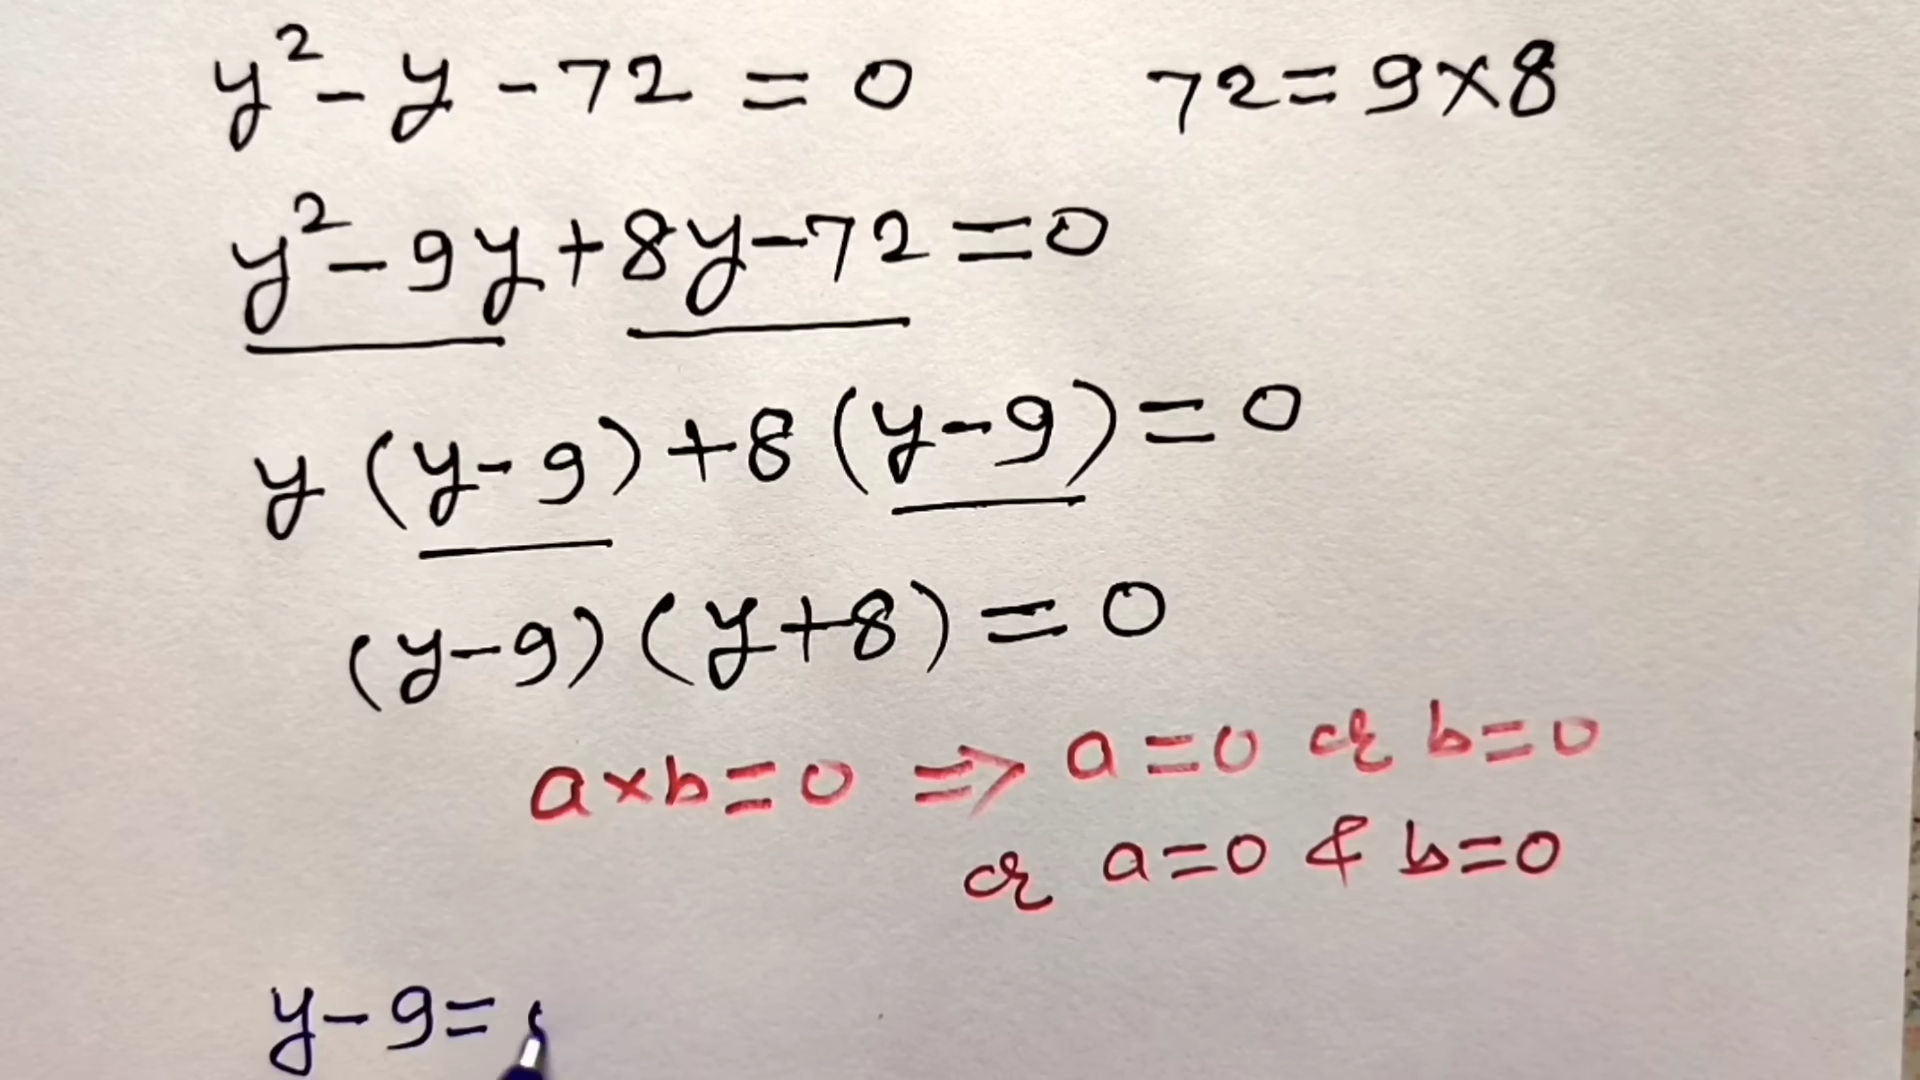 y² - y - 72 = 0 72 = 9 × 8
y² - 9y + 8y - 72 = 0
y (y - 9) + 8 (y - 9) = 0
(y - 9) (y + 8) = 0
a × b = 0 ⇒ a = 0 or b = 0
or a = 0 & b = 0
y - 9 =